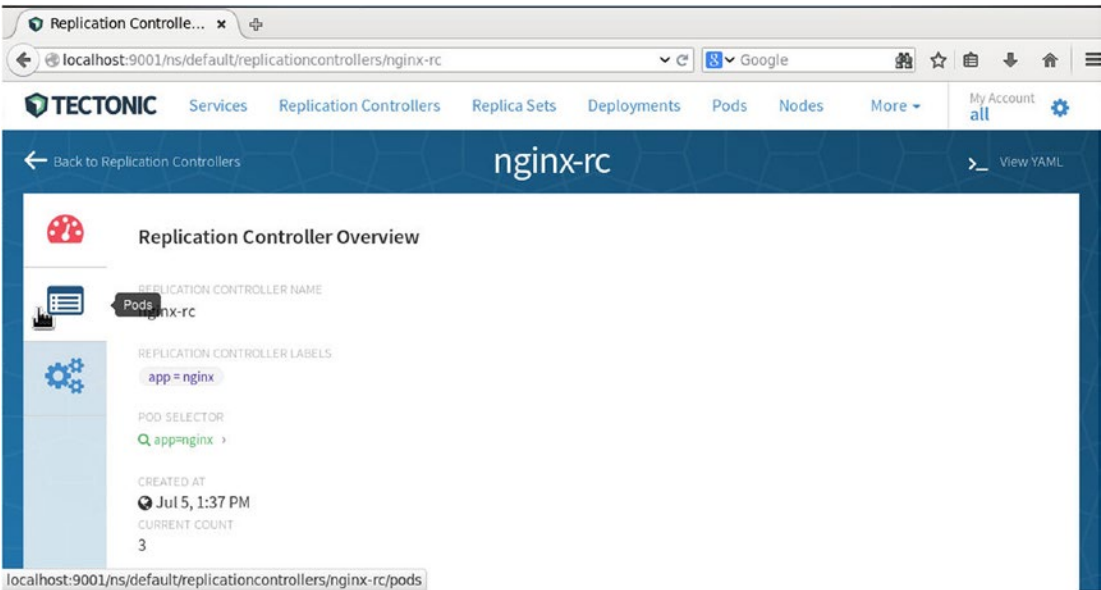 Replication Controlle... ×
localhost:9001/ns/default/replicationcontrollers/nginx-rc
8 Google
TECTONIC Services Replication Controllers Replica Sets Deployments Pods Nodes More My Account
all
Back to Replication Controllers nginx-rc >_ View YAML
Replication Controller Overview
REPLICATION CONTROLLER NAME
Pods
nginx-rc
REPLICATION CONTROLLER LABELS
app = nginx
POD SELECTOR
app=nginx ›
CREATED AT
Jul 5, 1:37 PM
CURRENT COUNT
3
localhost:9001/ns/default/replicationcontrollers/nginx-rc/pods